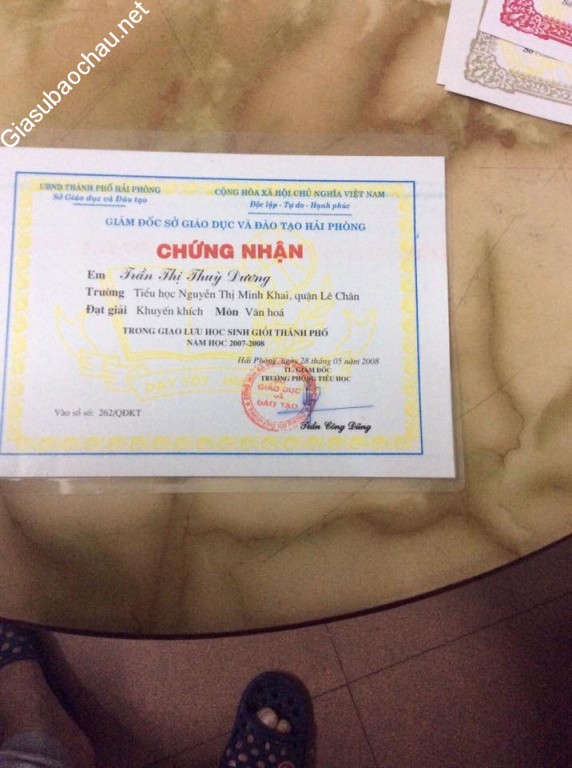 Giasubaochau.net
UBND THÀNH PHỐ HẢI PHÒNG
Sở Giáo dục và Đào tạo
CỘNG HÒA XÃ HỘI CHỦ NGHĨA VIỆT NAM
Độc lập - Tự do - Hạnh phúc
GIÁM ĐỐC SỞ GIÁO DỤC VÀ ĐÀO TẠO HẢI PHÒNG
CHỨNG NHẬN
Em Trần Thị Thuỳ Dương
Trường Tiểu học Nguyễn Thị Minh Khai, quận Lê Chân
Đạt giải Khuyến khích Môn Văn hoá
TRONG GIAO LƯU HỌC SINH GIỎI THÀNH PHỐ
NĂM HỌC 2007-2008
Hải Phòng, ngày 28 tháng 05 năm 2008
TL. GIÁM ĐỐC
TRƯỞNG PHÒNG TIỂU HỌC
GIÁO DỤC
VÀ
ĐÀO TẠO
Vào sổ số: 262/QĐKT
Trần Công Dũng